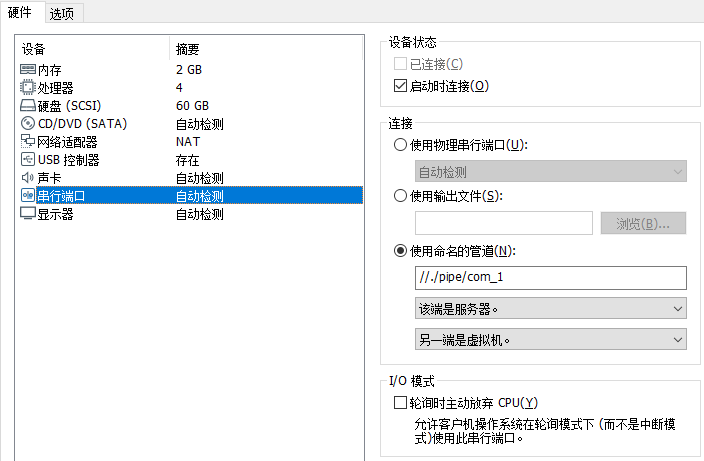 硬件 选项
设备 摘要
内存 2 GB
处理器 4
硬盘 (SCSI) 60 GB
CD/DVD (SATA) 自动检测
网络适配器 NAT
USB 控制器 存在
声卡 自动检测
串行端口 自动检测
显示器 自动检测
设备状态
已连接(C)
启动时连接(O)
连接
使用物理串行端口(U):
自动检测
使用输出文件(S):
浏览(B)...
使用命名的管道(N):
//./pipe/com_1
该端是服务器。
另一端是虚拟机。
I/O 模式
轮询时主动放弃 CPU(Y)
允许客户机操作系统在轮询模式下 (而不是中断模
式)使用此串行端口。